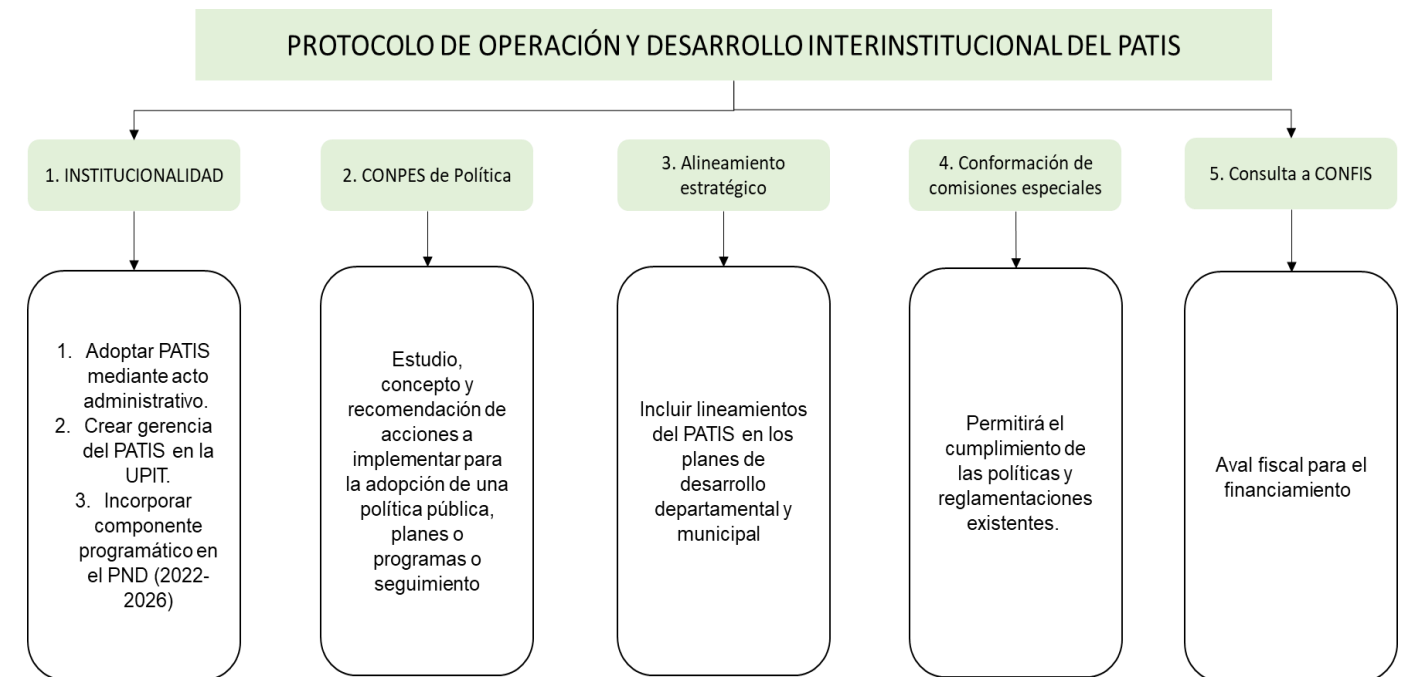 PROTOCOLO DE OPERACIÓN Y DESARROLLO INTERINSTITUCIONAL DEL PATIS
1. INSTITUCIONALIDAD
2. CONPES de Política
3. Alineamiento
estratégico
4. Conformación de
comisiones especiales
5. Consulta a CONFIS
1. Adoptar PATIS
mediante acto
administrativo.
2. Crear gerencia
del PATIS en la
UPIT.
3. Incorporar
componente
programático en
el PND (2022-
2026)
Estudio,
concepto y
recomendación de
acciones a
implementar para
la adopción de una
política pública,
planes o
programas o
seguimiento
Incluir lineamientos
del PATIS en los
planes de
desarrollo
departamental y
municipal
Permitirá el
cumplimiento de
las políticas y
reglamentaciones
existentes.
Aval fiscal para el
financiamiento